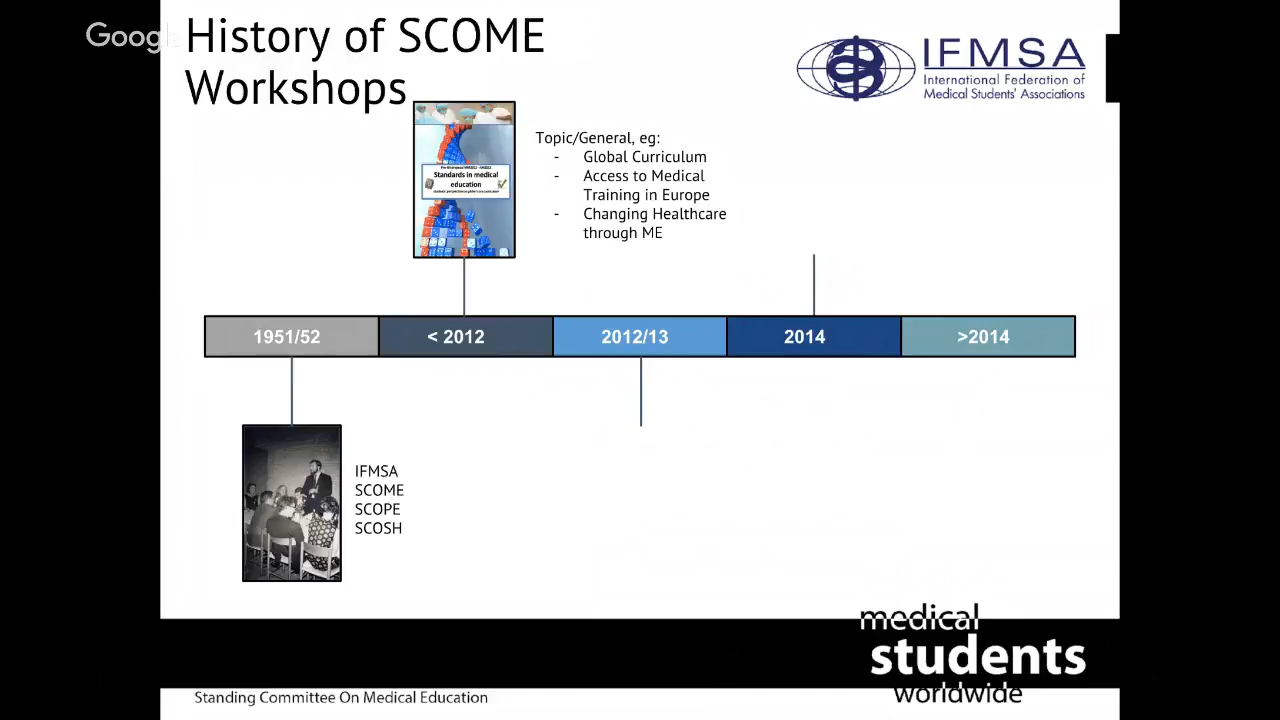 Google
History of SCOME
Workshops
IFMSA
International Federation of
Medical Students' Associations
Standards in medical
education
Topic/General, eg:
- Global Curriculum
- Access to Medical
Training in Europe
- Changing Healthcare
through ME
1951/52
< 2012
2012/13
2014
>2014
IFMSA
SCOME
SCOPE
SCOSH
medical
students
worldwide
Standing Committee On Medical Education